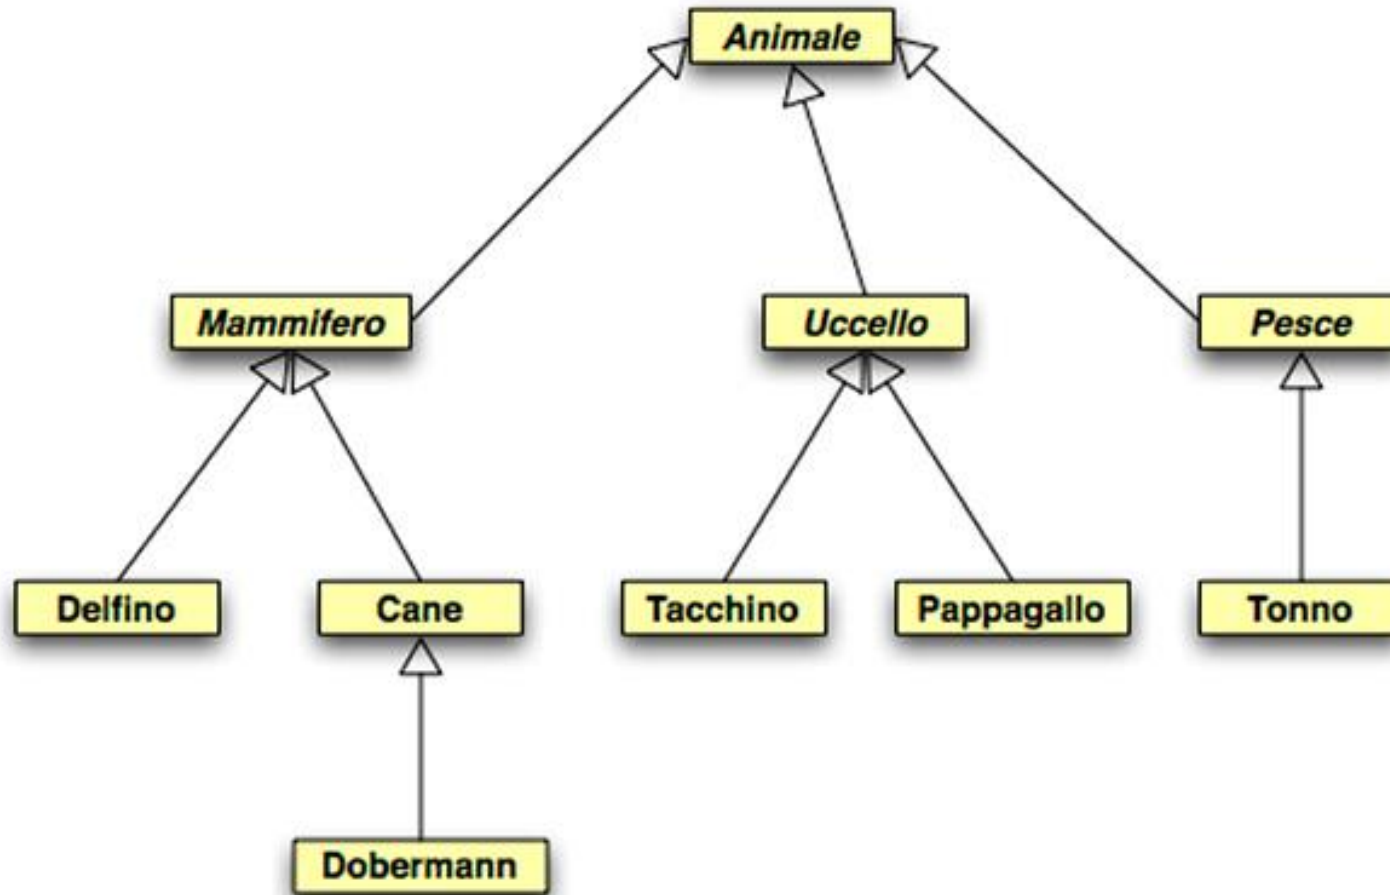 Animale
Mammifero
Uccello
Pesce
Delfino
Cane
Tacchino
Pappagallo
Tonno
Dobermann